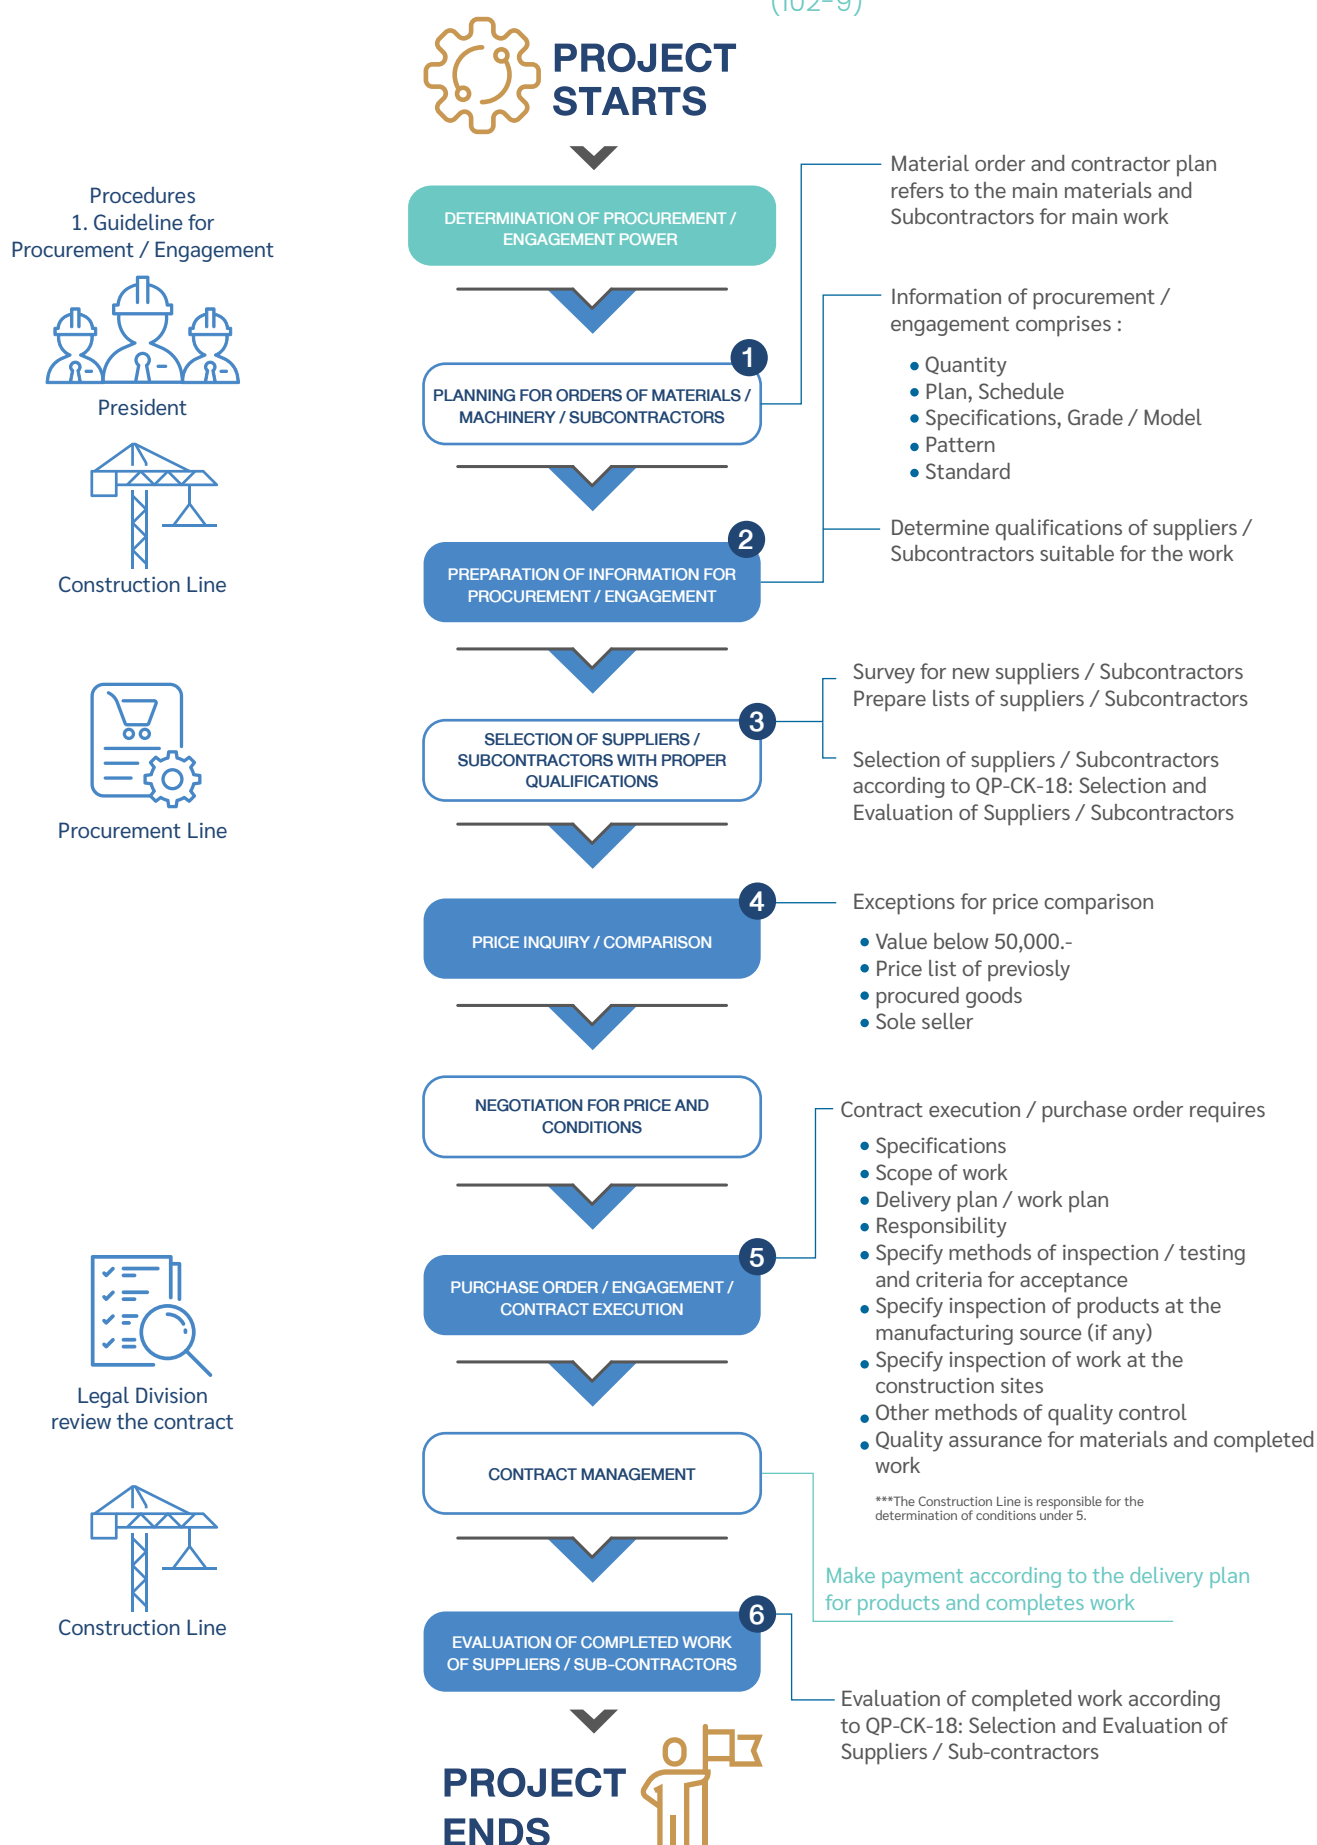 (102-9)
PROJECT
STARTS
Procedures
1. Guideline for
Procurement / Engagement
President
Construction Line
Procurement Line
Legal Division
review the contract
Construction Line
DETERMINATION OF PROCUREMENT /
ENGAGEMENT POWER
1
PLANNING FOR ORDERS OF MATERIALS /
MACHINERY / SUBCONTRACTORS
Material order and contractor plan
refers to the main materials and
Subcontractors for main work
2
PREPARATION OF INFORMATION FOR
PROCUREMENT / ENGAGEMENT
Information of procurement /
engagement comprises :
• Quantity
• Plan, Schedule
• Specifications, Grade / Model
• Pattern
• Standard
Determine qualifications of suppliers /
Subcontractors suitable for the work
3
SELECTION OF SUPPLIERS /
SUBCONTRACTORS WITH PROPER
QUALIFICATIONS
Survey for new suppliers / Subcontractors
Prepare lists of suppliers / Subcontractors
Selection of suppliers / Subcontractors
according to QP-CK-18: Selection and
Evaluation of Suppliers / Subcontractors
4
PRICE INQUIRY / COMPARISON
Exceptions for price comparison
• Value below 50,000.-
• Price list of previosly
• procured goods
• Sole seller
NEGOTIATION FOR PRICE AND
CONDITIONS
5
PURCHASE ORDER / ENGAGEMENT /
CONTRACT EXECUTION
Contract execution / purchase order requires
• Specifications
• Scope of work
• Delivery plan / work plan
• Responsibility
• Specify methods of inspection / testing
and criteria for acceptance
• Specify inspection of products at the
manufacturing source (if any)
• Specify inspection of work at the
construction sites
• Other methods of quality control
• Quality assurance for materials and completed
work
***The Construction Line is responsible for the
determination of conditions under 5.
CONTRACT MANAGEMENT
Make payment according to the delivery plan
for products and completes work
6
EVALUATION OF COMPLETED WORK
OF SUPPLIERS / SUB-CONTRACTORS
Evaluation of completed work according
to QP-CK-18: Selection and Evaluation of
Suppliers / Sub-contractors
PROJECT
ENDS